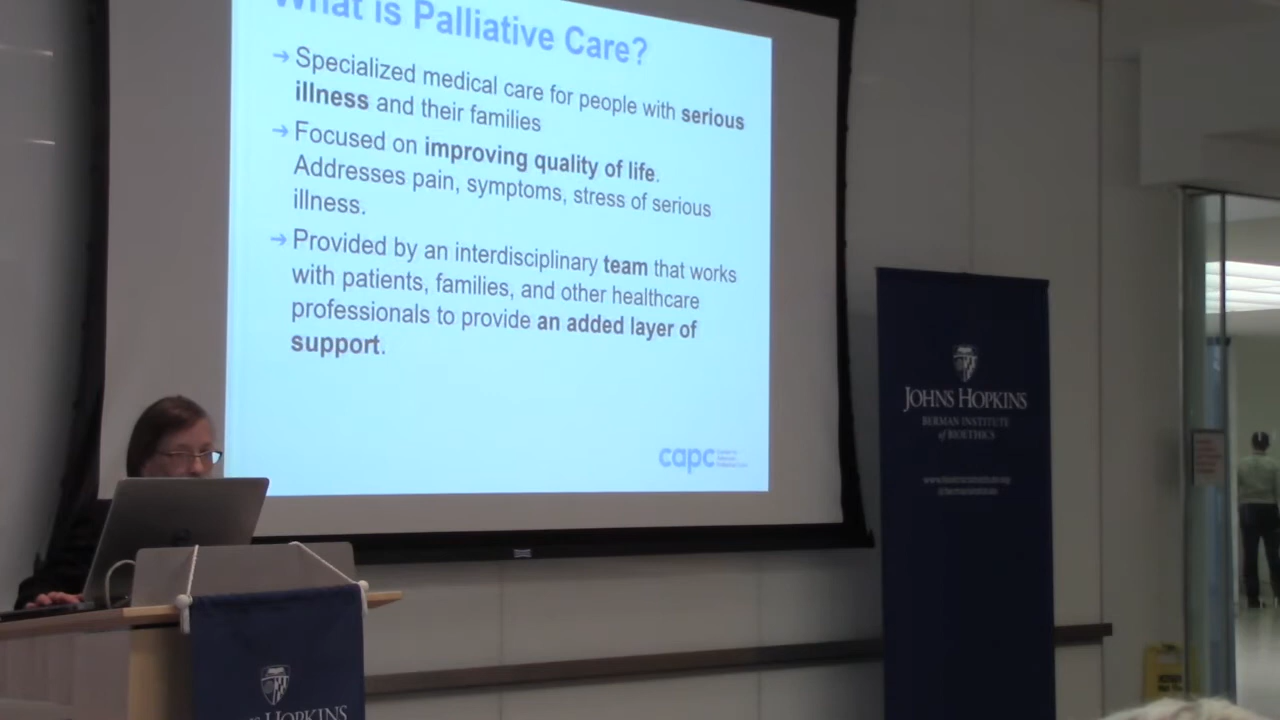 What is Palliative Care?
→ Specialized medical care for people with serious
illness and their families
→ Focused on improving quality of life.
Addresses pain, symptoms, stress of serious
illness.
→ Provided by an interdisciplinary team that works
with patients, families, and other healthcare
professionals to provide an added layer of
support.
capc
JOHNS HOPKINS
BERMAN INSTITUTE
of BIOETHICS
JOHNS HOPKINS